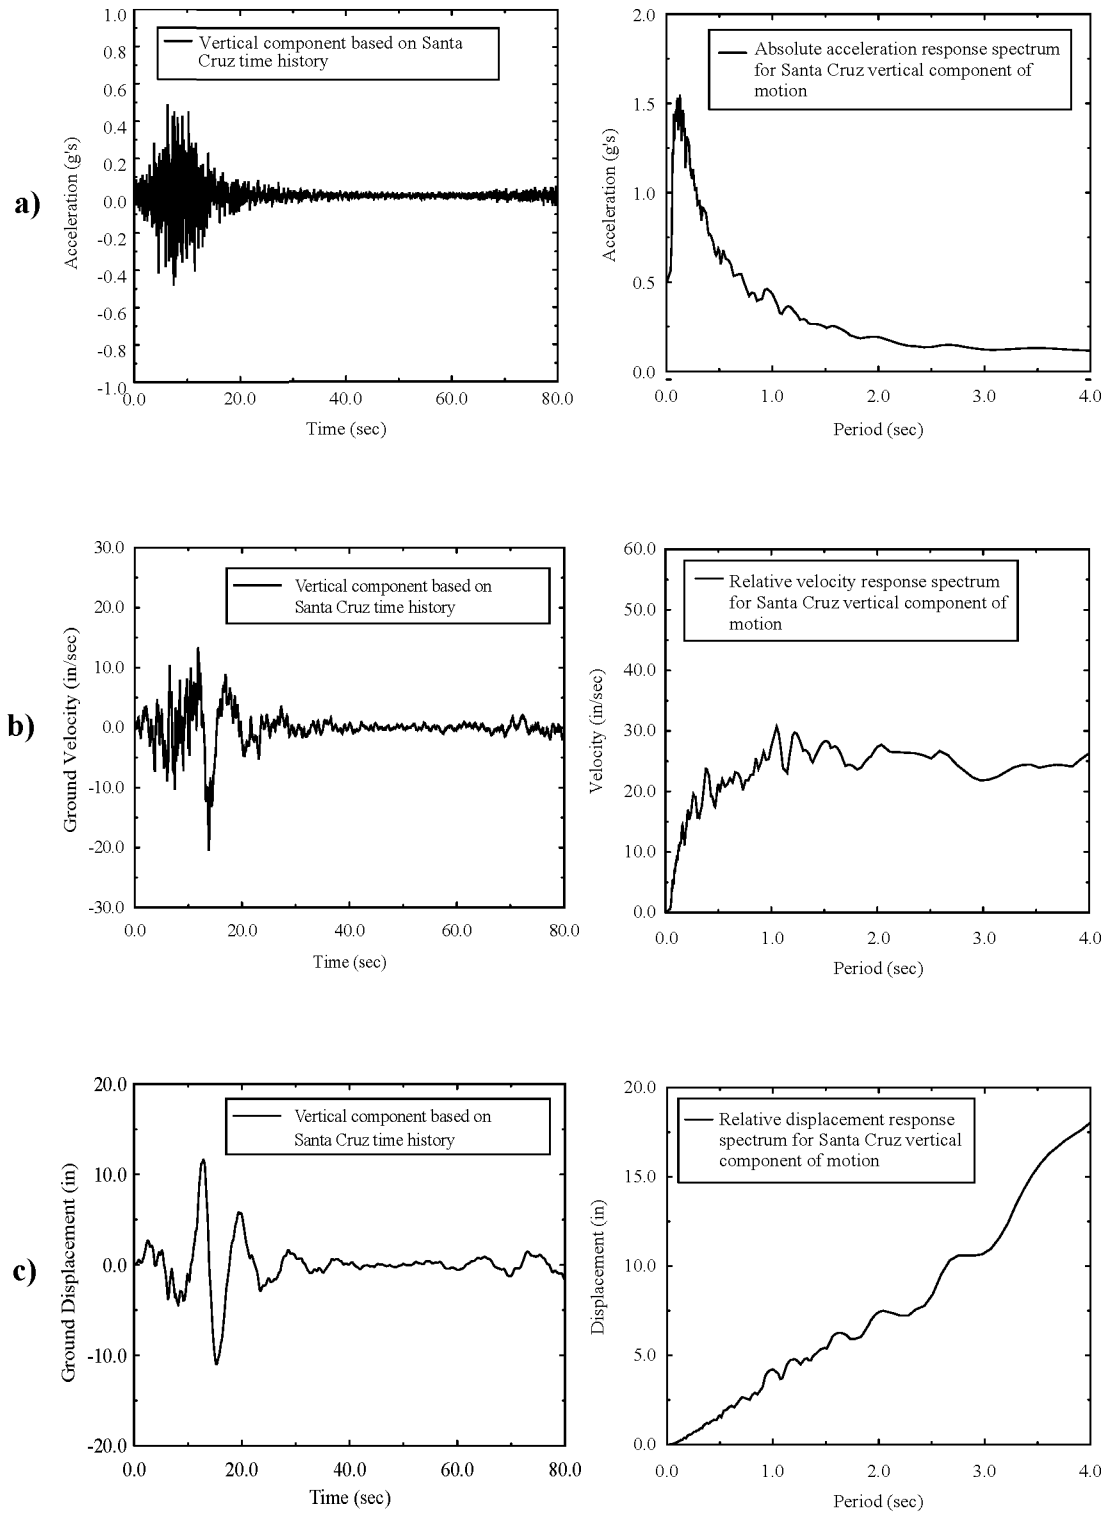 a)
1.0
0.8
0.6
0.4
0.2
0.0
-0.2
-0.4
-0.6
-0.8
-1.0
Acceleration (g's)
Vertical component based on Santa
Cruz time history
0.0 20.0 40.0 60.0 80.0
Time (sec)
2.0
1.5
1.0
0.5
0.0
Acceleration (g's)
Absolute acceleration response spectrum
for Santa Cruz vertical component of
motion
0.0 1.0 2.0 3.0 4.0
Period (sec)
b)
30.0
20.0
10.0
0.0
-10.0
-20.0
-30.0
Ground Velocity (in/sec)
Vertical component based on
Santa Cruz time history
0.0 20.0 40.0 60.0 80.0
Time (sec)
60.0
50.0
40.0
30.0
20.0
10.0
0.0
Velocity (in/sec)
Relative velocity response spectrum
for Santa Cruz vertical component of
motion
0.0 1.0 2.0 3.0 4.0
Period (sec)
c)
20.0
10.0
0.0
-10.0
-20.0
Ground Displacement (in)
Vertical component based on
Santa Cruz time history
0.0 20.0 40.0 60.0 80.0
Time (sec)
20.0
15.0
10.0
5.0
0.0
Displacement (in)
Relative displacement response
spectrum for Santa Cruz vertical
component of motion
0.0 1.0 2.0 3.0 4.0
Period (sec)